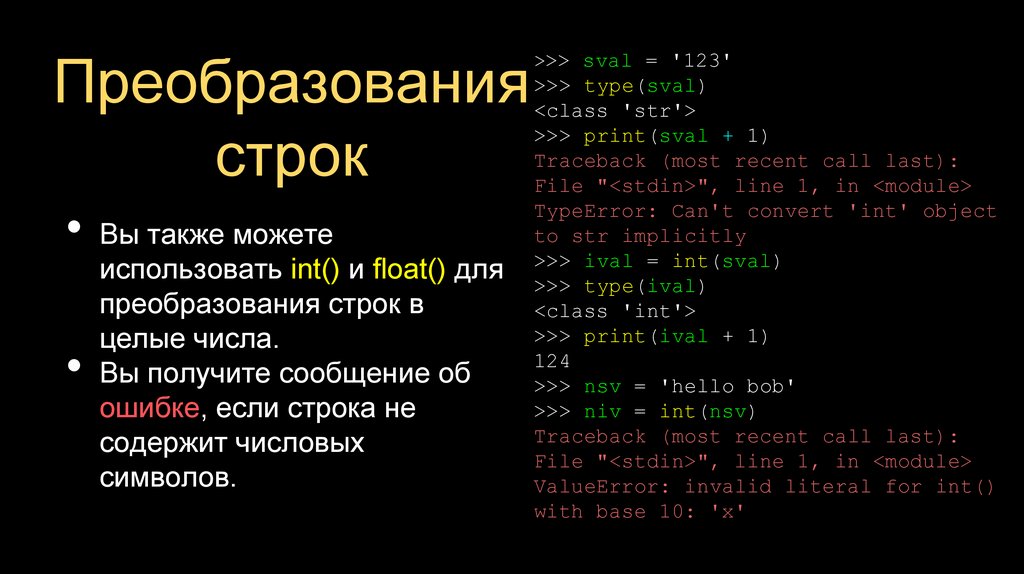 Преобразования
строк
• Вы также можете
использовать int() и float() для
преобразования строк в
целые числа.
• Вы получите сообщение об
ошибке, если строка не
содержит числовых
символов.
>>> sval = '123'
>>> type(sval)
<class 'str'>
>>> print(sval + 1)
Traceback (most recent call last):
File "<stdin>", line 1, in <module>
TypeError: Can't convert 'int' object
to str implicitly
>>> ival = int(sval)
>>> type(ival)
<class 'int'>
>>> print(ival + 1)
124
>>> nsv = 'hello bob'
>>> niv = int(nsv)
Traceback (most recent call last):
File "<stdin>", line 1, in <module>
ValueError: invalid literal for int()
with base 10: 'x'